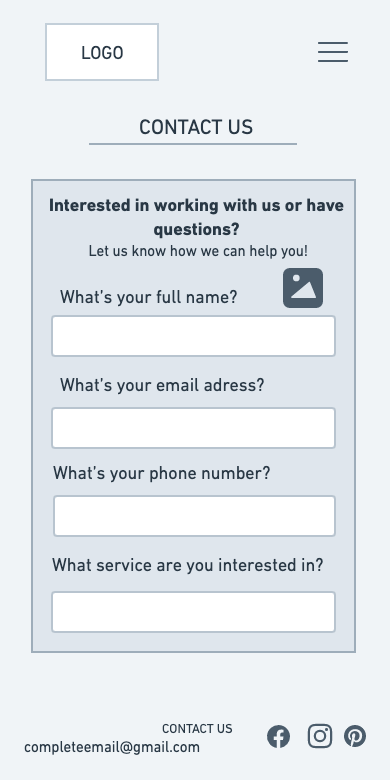 LOGO
CONTACT US
Interested in working with us or have
questions?
Let us know how we can help you!
What's your full name?
What's your email adress?
What's your phone number?
What service are you interested in?
CONTACT US
completeemail@gmail.com